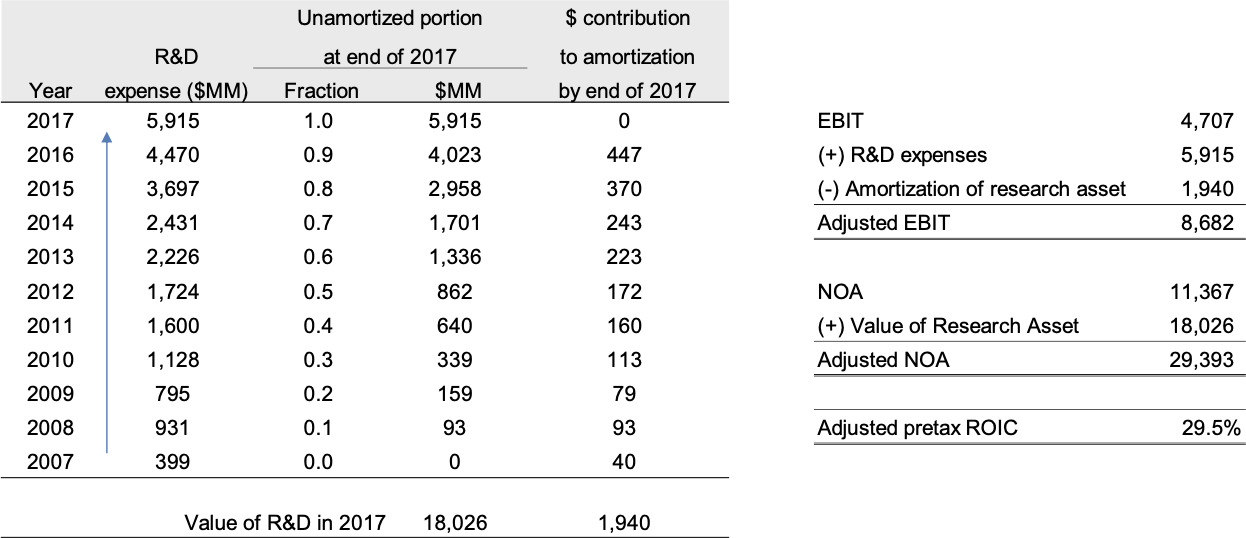 Unamortized portion $ contribution
R&D at end of 2017 to amortization
Year expense ($MM) Fraction $MM by end of 2017
2017 5,915 1.0 5,915 0 EBIT 4,707
2016 4,470 0.9 4,023 447 (+) R&D expenses 5,915
2015 3,697 0.8 2,958 370 (-) Amortization of research asset 1,940
2014 2,431 0.7 1,701 243 Adjusted EBIT 8,682
2013 2,226 0.6 1,336 223
2012 1,724 0.5 862 172 NOA 11,367
2011 1,600 0.4 640 160 (+) Value of Research Asset 18,026
2010 1,128 0.3 339 113 Adjusted NOA 29,393
2009 795 0.2 159 79
2008 931 0.1 93 93 Adjusted pretax ROIC 29.5%
2007 399 0.0 0 40
Value of R&D in 2017 18,026 1,940